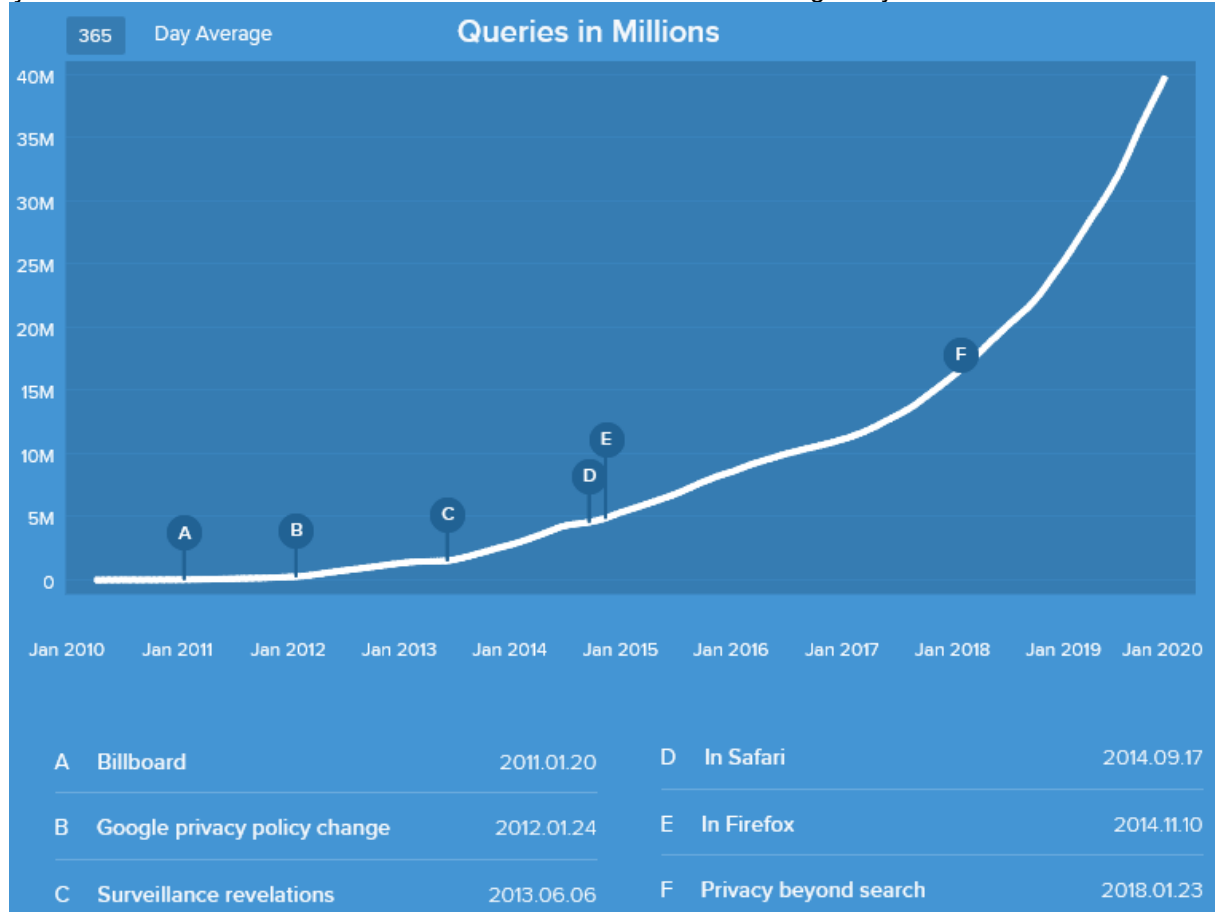 365 Day Average Queries in Millions
40M
35M
30M
25M
20M
15M
10M
5M
0
F
E
D
C
B
A
Jan 2010 Jan 2011 Jan 2012 Jan 2013 Jan 2014 Jan 2015 Jan 2016 Jan 2017 Jan 2018 Jan 2019 Jan 2020
A Billboard 2011.01.20
B Google privacy policy change 2012.01.24
C Surveillance revelations 2013.06.06
D In Safari 2014.09.17
E In Firefox 2014.11.10
F Privacy beyond search 2018.01.23